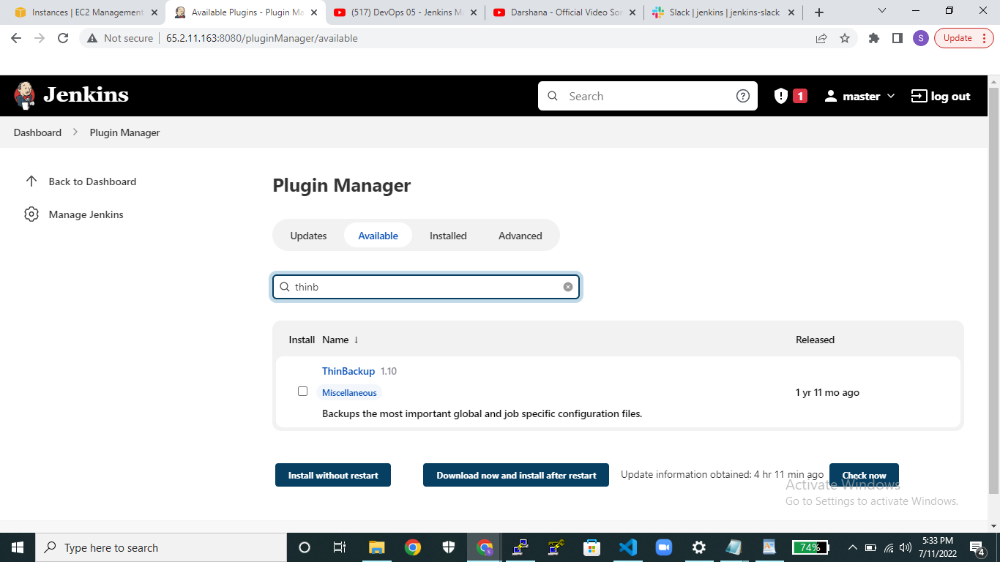 Instances | EC2 Management
Available Plugins - Plugin Ma
(517) DevOps 05 - Jenkins Ma
Darshana - Official Video Son
Slack | jenkins | jenkins-slack
Not secure
65.2.11.163:8080/pluginManager/available
S
Update
Jenkins
Search
1
master
log out
Dashboard
Plugin Manager
Back to Dashboard
Manage Jenkins
Plugin Manager
Updates
Available
Installed
Advanced
thinb
Install
Name ↓
Released
ThinBackup 1.10
Miscellaneous
1 yr 11 mo ago
Backups the most important global and job specific configuration files.
Install without restart
Download now and install after restart
Update information obtained: 4 hr 11 min ago
Check now
Activate Windows
Go to Settings to activate Windows.
Type here to search
74%
5:33 PM
7/11/2022
4